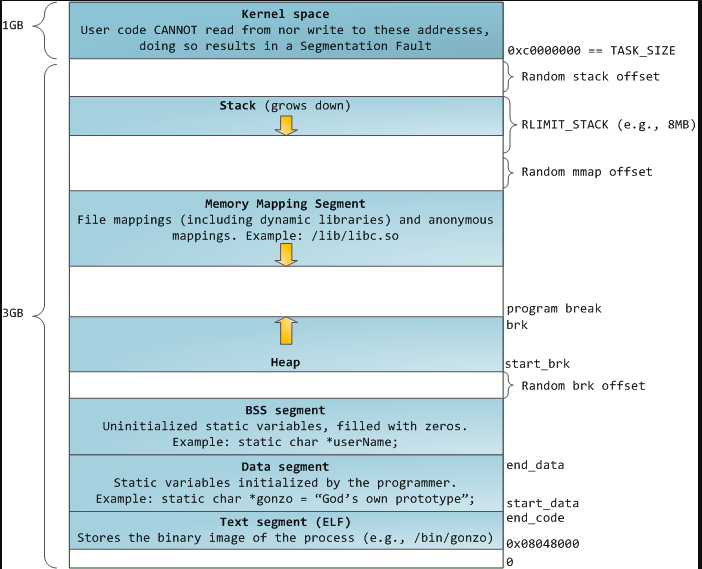 Kernel space
1GB
User code CANNOT read from nor write to these addresses,
doing so results in a Segmentation Fault
0xc0000000 == TASK_SIZE
Random stack offset
Stack (grows down)
RLIMIT_STACK (e.g., 8MB)
Random mmap offset
Memory Mapping Segment
File mappings (including dynamic libraries) and anonymous
mappings. Example: /lib/libc.so
3GB
program break
brk
Heap
start_brk
Random brk offset
BSS segment
Uninitialized static variables, filled with zeros.
Example: static char *userName;
Data segment
end_data
Static variables initialized by the programmer.
Example: static char *gonzo = “God’s own prototype”;
start_data
end_code
Text segment (ELF)
Stores the binary image of the process (e.g., /bin/gonzo)
0x08048000
0